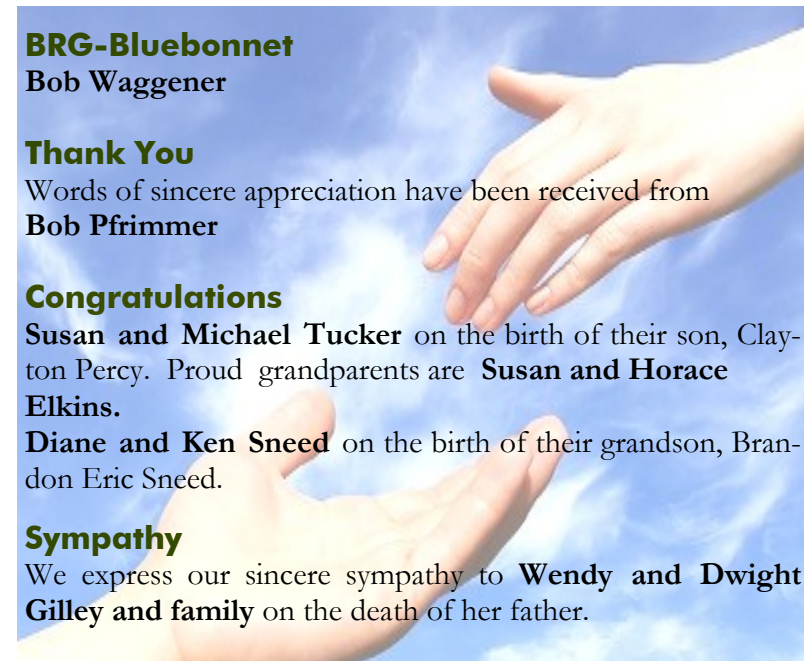 BRG-Bluebonnet
Bob Waggener
Thank You
Words of sincere appreciation have been received from
Bob Pfrimmer
Congratulations
Susan and Michael Tucker on the birth of their son, Clay-
ton Percy. Proud grandparents are Susan and Horace
Elkins.
Diane and Ken Sneed on the birth of their grandson, Bran-
don Eric Sneed.
Sympathy
We express our sincere sympathy to Wendy and Dwight
Gilley and family on the death of her father.